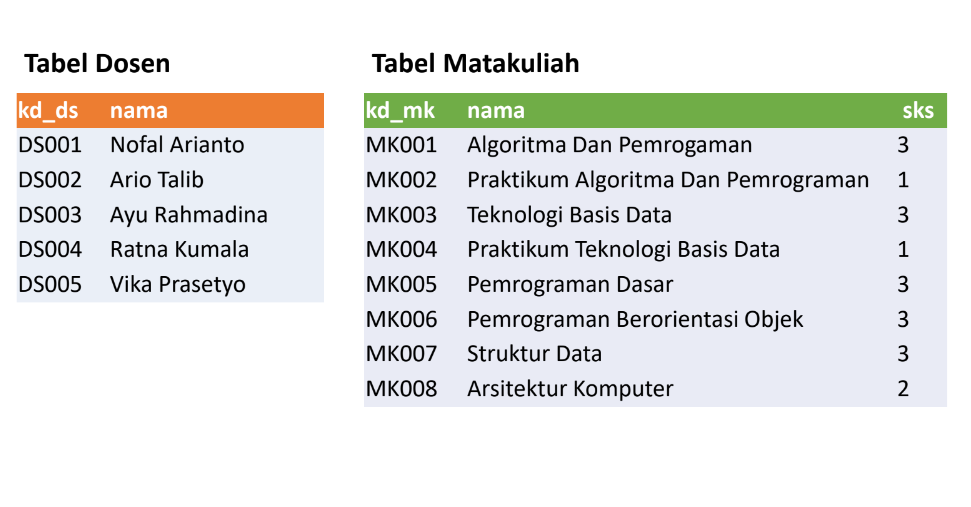 Tabel Dosen
kd_ds nama
DS001 Nofal Arianto
DS002 Ario Talib
DS003 Ayu Rahmadina
DS004 Ratna Kumala
DS005 Vika Prasetyo
Tabel Matakuliah
kd_mk nama sks
MK001 Algoritma Dan Pemrogaman 3
MK002 Praktikum Algoritma Dan Pemrograman 1
MK003 Teknologi Basis Data 3
MK004 Praktikum Teknologi Basis Data 1
MK005 Pemrograman Dasar 3
MK006 Pemrograman Berorientasi Objek 3
MK007 Struktur Data 3
MK008 Arsitektur Komputer 2